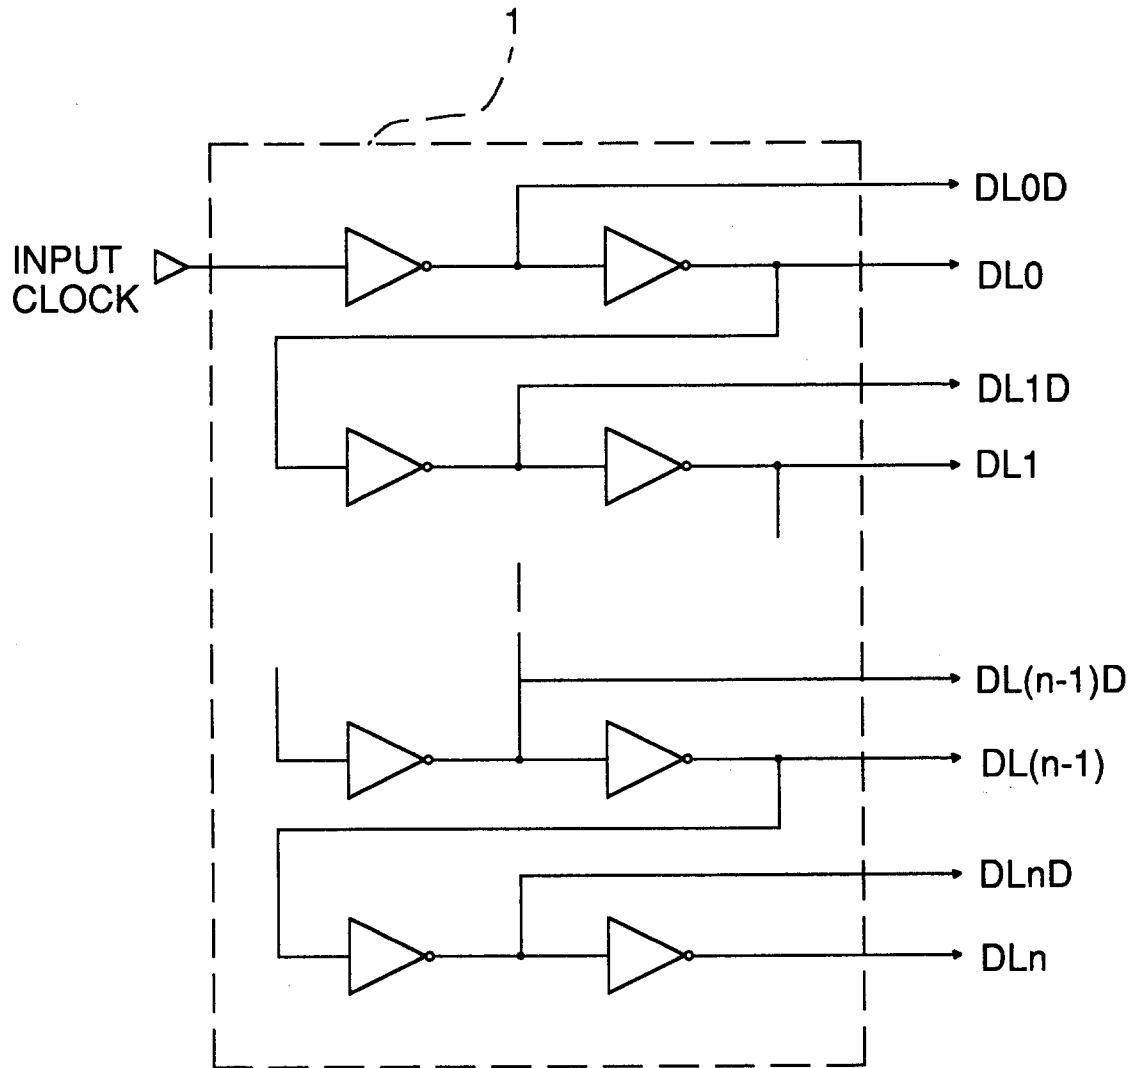 1
DL0D
INPUT
CLOCK
DL0
DL1D
DL1
DL(n-1)D
DL(n-1)
DLnD
DLn